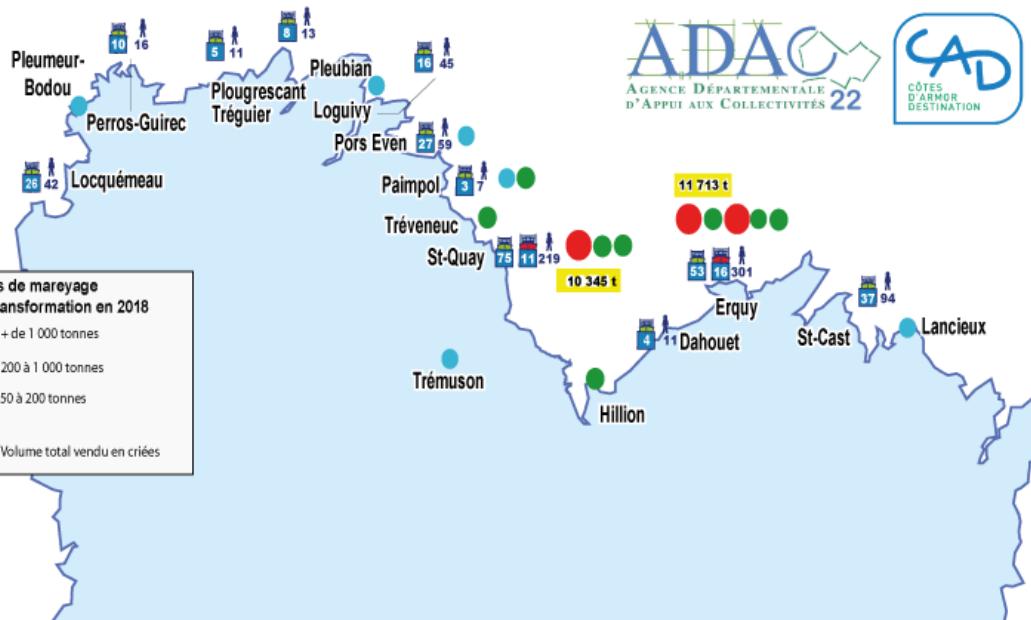 10 16
5 11
8 13
16 45
Pleumeur-
Bodou
Perros-Guirec
Plougrescant
Tréguier
Pleubian
Loguivy
Pors Even 27 59
26 42 Locquémeau
Paimpol 3 7
Tréveneuc
St-Quay 75 11 219
10 345 t
11 713 t
53 16 301
Erquy
37 94
St-Cast
Lancieux
4 11 Dahouet
Trémuson
Hillion
ADAC
AGENCE DÉPARTEMENTALE
D'APPUI AUX COLLECTIVITÉS 22
CAD
CÔTES
D'ARMOR
DESTINATION
de mareyage
ansformation en 2018
+ de 1 000 tonnes
200 à 1 000 tonnes
50 à 200 tonnes
Volume total vendu en criées